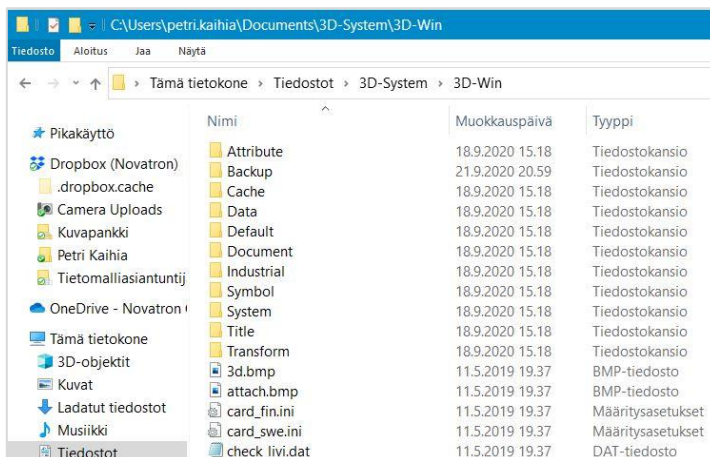 C:\Users\petri.kaihia\Documents\3D-System\3D-Win
Tiedosto Aloitus Jaa Näytä
Tämä tietokone > Tiedostot > 3D-System > 3D-Win
Nimi Muokkauspäivä Tyyppi
Pikakäyttö
Dropbox (Novatron)
.dropbox.cache
Camera Uploads
Kuvapankki
Petri Kaihia
Tietomalliasiantuntij
OneDrive - Novatron
Tämä tietokone
3D-objektit
Kuvat
Ladatut tiedostot
Musiikki
Tiedostot
Attribute 18.9.2020 15.18 Tiedostokansio
Backup 21.9.2020 20.59 Tiedostokansio
Cache 18.9.2020 15.18 Tiedostokansio
Data 18.9.2020 15.18 Tiedostokansio
Default 18.9.2020 15.18 Tiedostokansio
Document 18.9.2020 15.18 Tiedostokansio
Industrial 18.9.2020 15.18 Tiedostokansio
Symbol 18.9.2020 15.18 Tiedostokansio
System 18.9.2020 15.18 Tiedostokansio
Title 18.9.2020 15.18 Tiedostokansio
Transform 18.9.2020 15.18 Tiedostokansio
3d.bmp 11.5.2019 19.37 BMP-tiedosto
attach.bmp 11.5.2019 19.37 BMP-tiedosto
card_fin.ini 11.5.2019 19.37 Määritysasetukset
card_swe.ini 11.5.2019 19.37 Määritysasetukset
check_livi.dat 11.5.2019 19.37 DAT-tiedosto